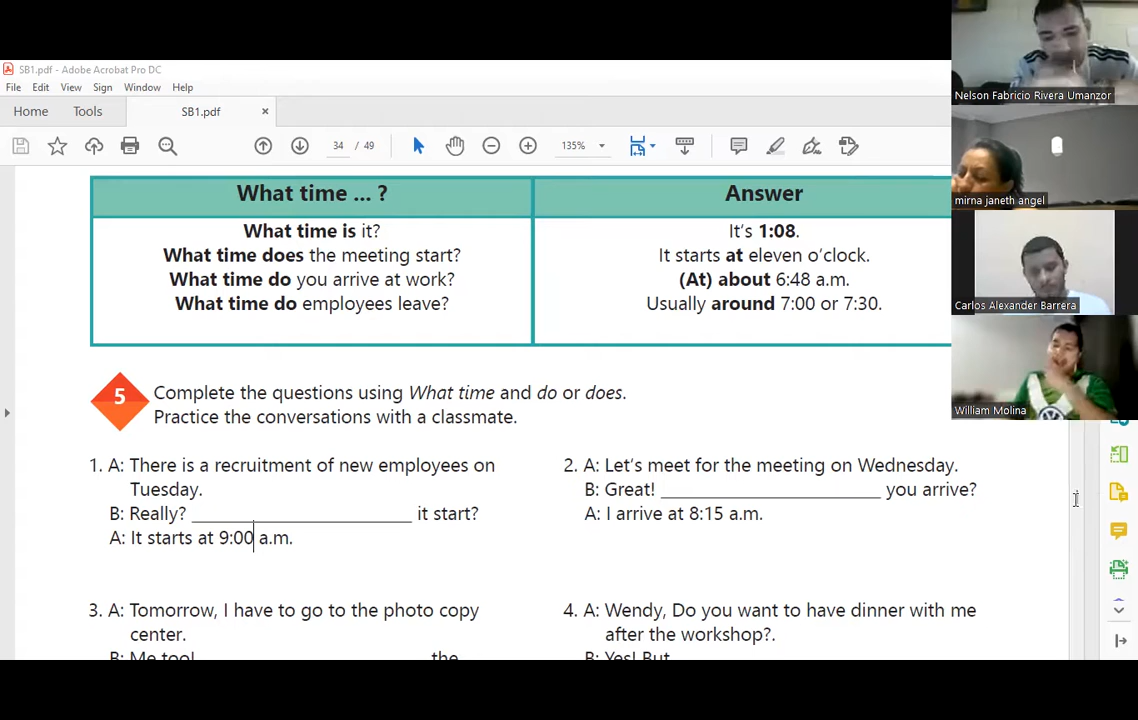 SB1.pdf - Adobe Acrobat Pro DC
File Edit View Sign Window Help
Home Tools SB1.pdf ×
34 / 49 135%
What time ... ? Answer
What time is it? It's 1:08.
What time does the meeting start? It starts at eleven o'clock.
What time do you arrive at work? (At) about 6:48 a.m.
What time do employees leave? Usually around 7:00 or 7:30.
5 Complete the questions using What time and do or does.
Practice the conversations with a classmate.
1. A: There is a recruitment of new employees on
Tuesday.
B: Really? ______________________ it start?
A: It starts at 9:00 a.m.
2. A: Let's meet for the meeting on Wednesday.
B: Great! ______________________ you arrive?
A: I arrive at 8:15 a.m.
3. A: Tomorrow, I have to go to the photo copy
center.
B: Me too! the
4. A: Wendy, Do you want to have dinner with me
after the workshop?.
B: Yes! But
Nelson Fabricio Rivera Umanzor
mirna janeth angel
Carlos Alexander Barrera
William Molina